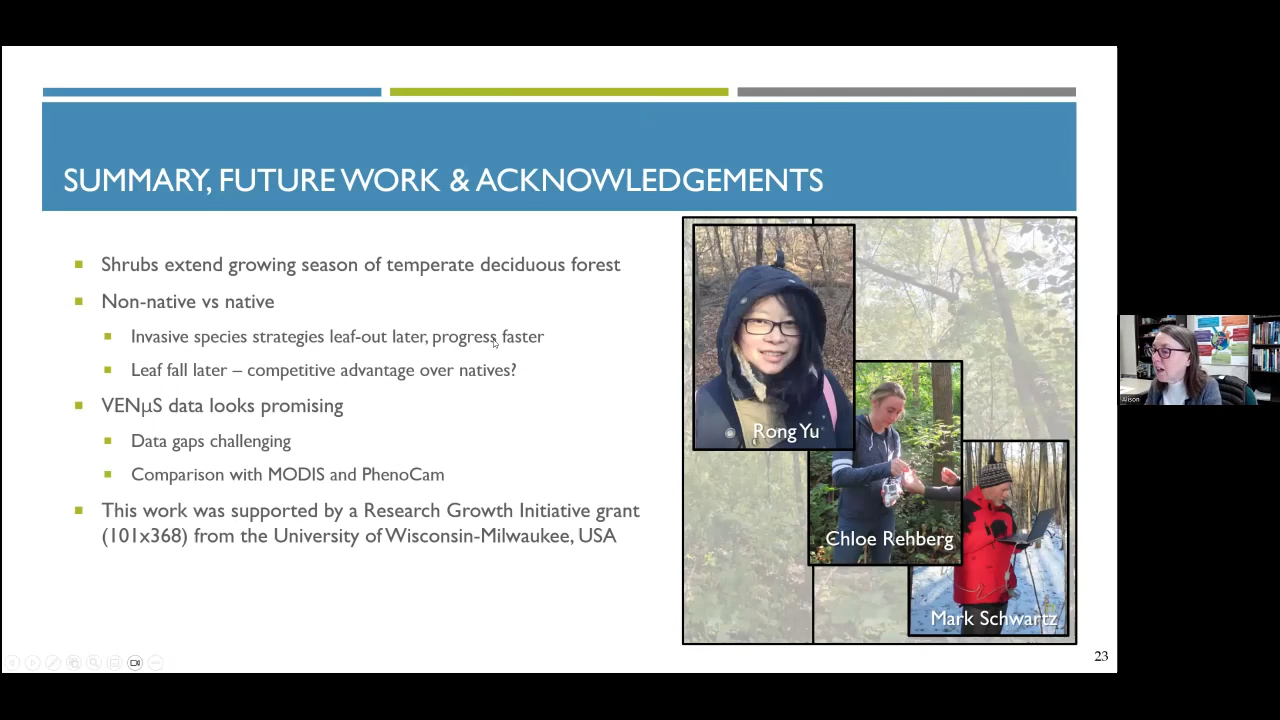 SUMMARY, FUTURE WORK & ACKNOWLEDGEMENTS
Shrubs extend growing season of temperate deciduous forest
Non-native vs native
Invasive species strategies leaf-out later, progress faster
Leaf fall later – competitive advantage over natives?
VENµS data looks promising
Data gaps challenging
Comparison with MODIS and PhenoCam
This work was supported by a Research Growth Initiative grant
(101x368) from the University of Wisconsin-Milwaukee, USA
Rong Yu
Chloe Rehberg
Mark Schwartz
23
Alison